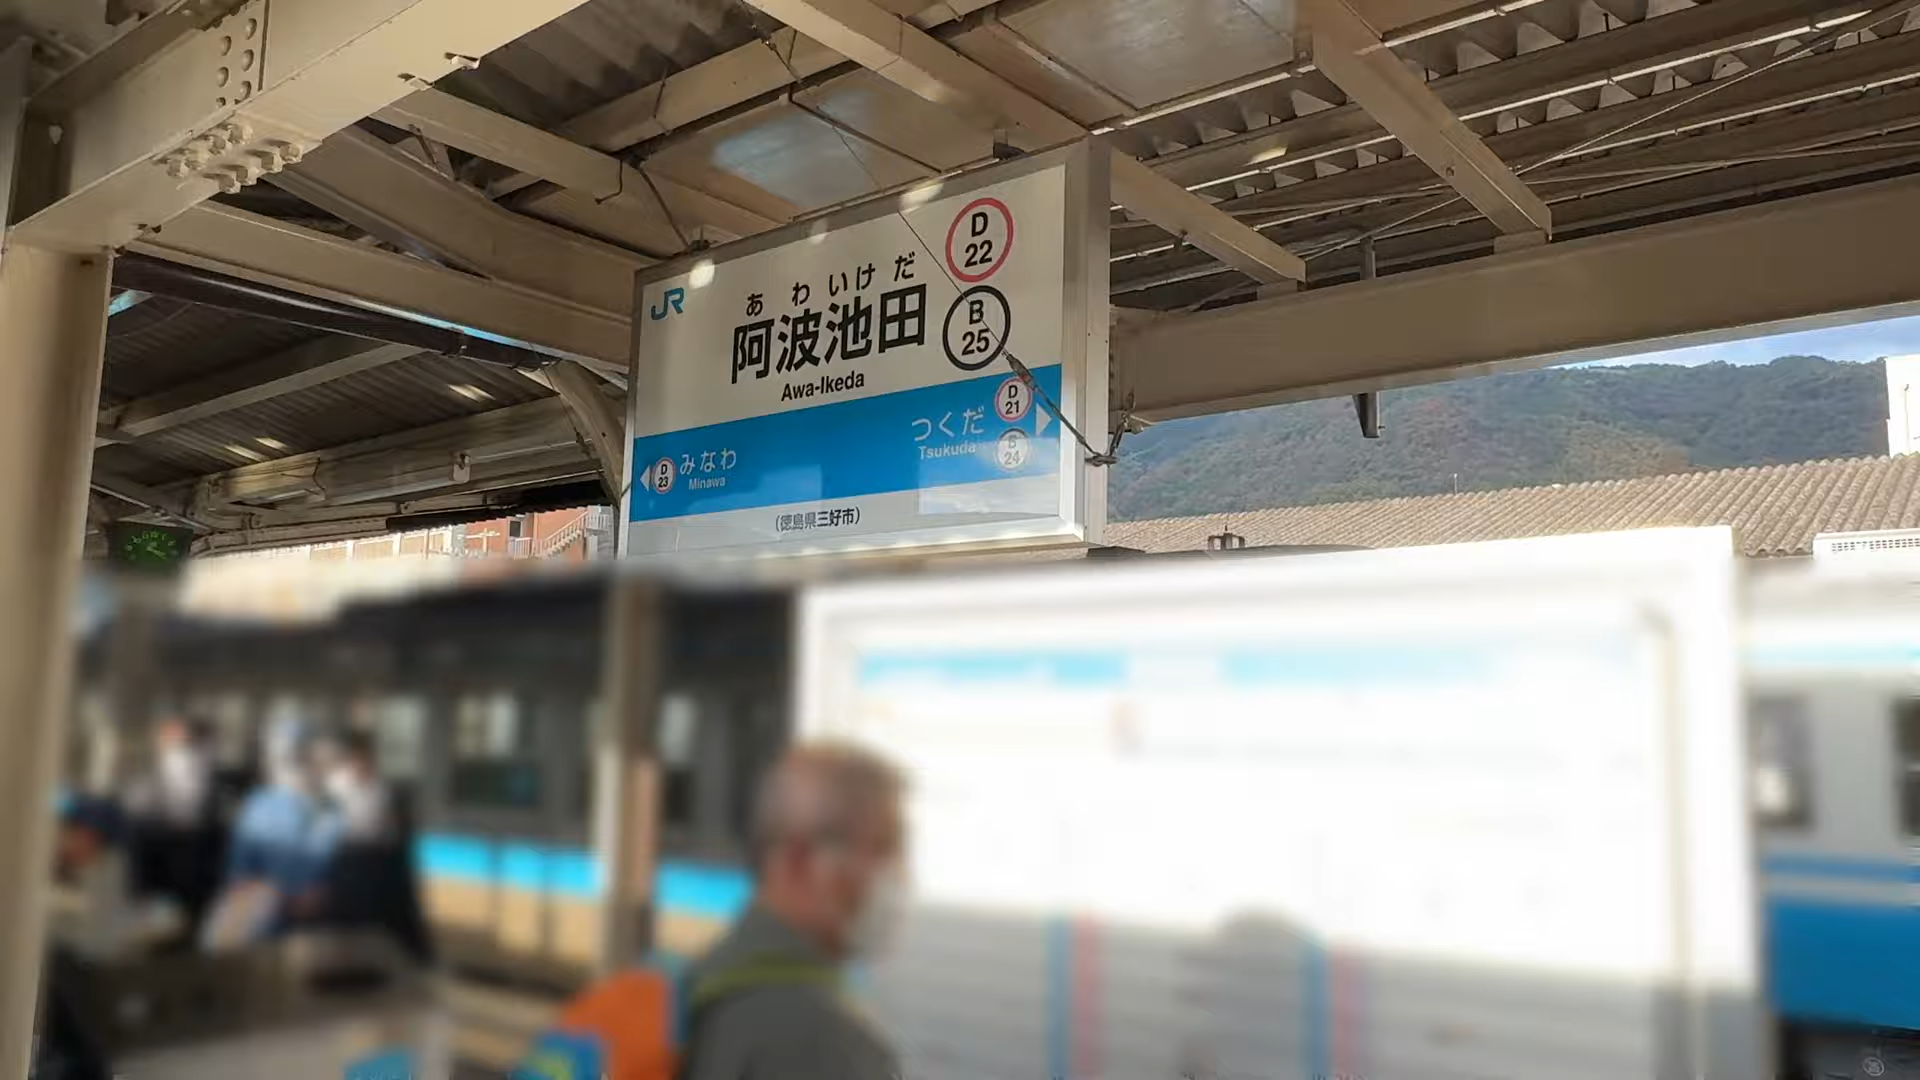 JR
D
22
あわいけだ
阿波池田
B
25
Awa-Ikeda
D
23
みなわ
Minawa
つくだ
Tsukuda
D
21
B
24
(徳島県三好市)